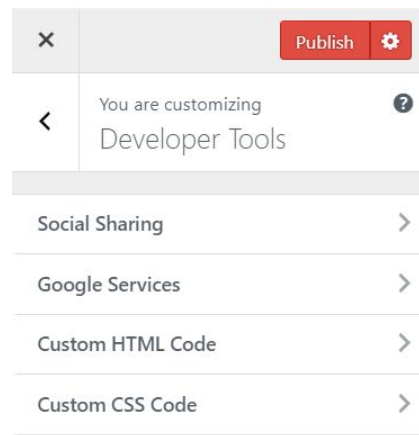 Publish
You are customizing
Developer Tools
Social Sharing
Google Services
Custom HTML Code
Custom CSS Code